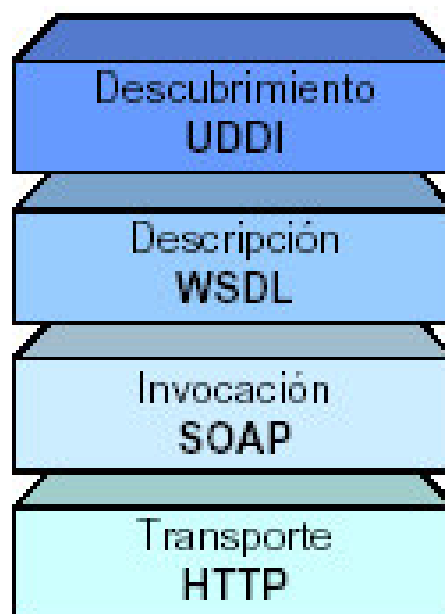 Descubrimiento
UDDI
Descripción
WSDL
Invocación
SOAP
Transporte
HTTP